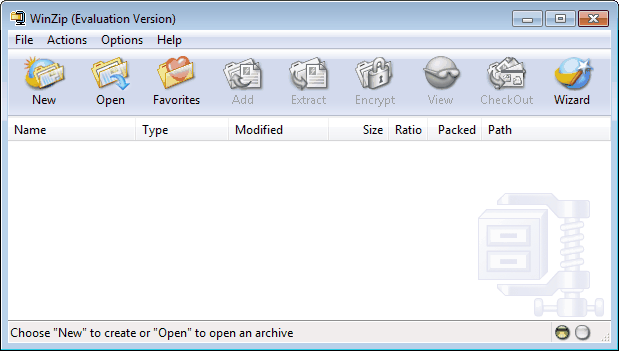 WinZip (Evaluation Version)
File Actions Options Help
New Open Favorites Add Extract Encrypt View CheckOut Wizard
Name Type Modified Size Ratio Packed Path
Choose "New" to create or "Open" to open an archive